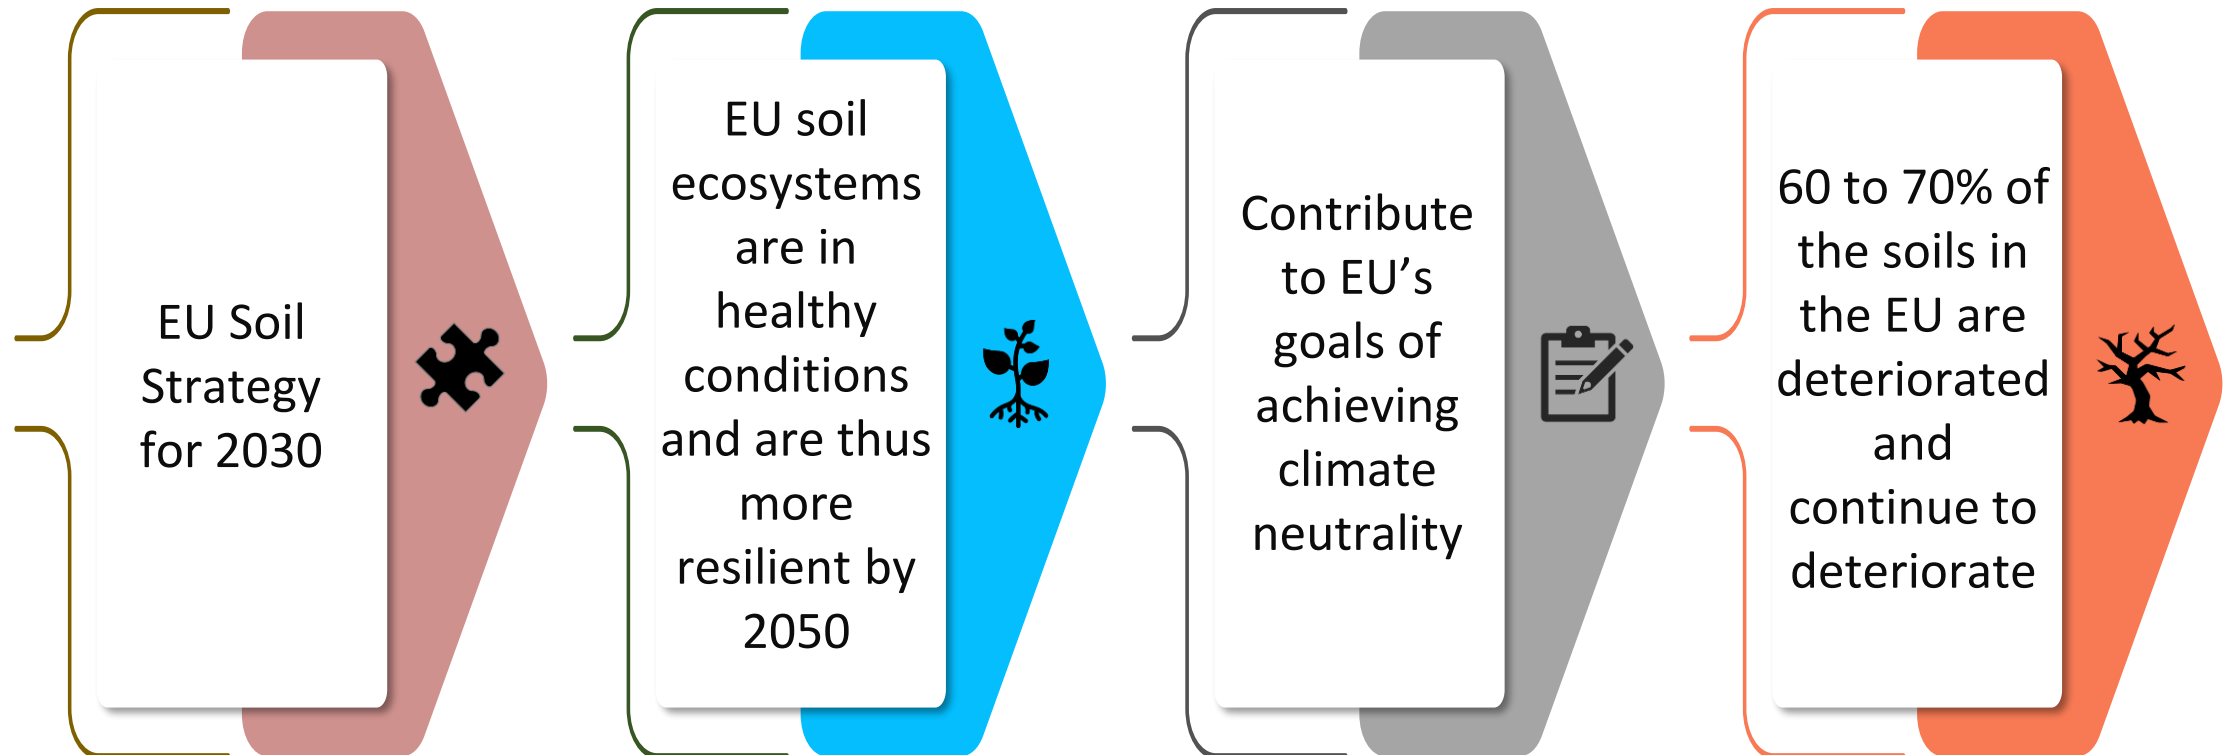 EU Soil
Strategy
for 2030
EU soil
ecosystems
are in
healthy
conditions
and are thus
more
resilient by
2050
Contribute
to EU’s
goals of
achieving
climate
neutrality
60 to 70% of
the soils in
the EU are
deteriorated
and
continue to
deteriorate